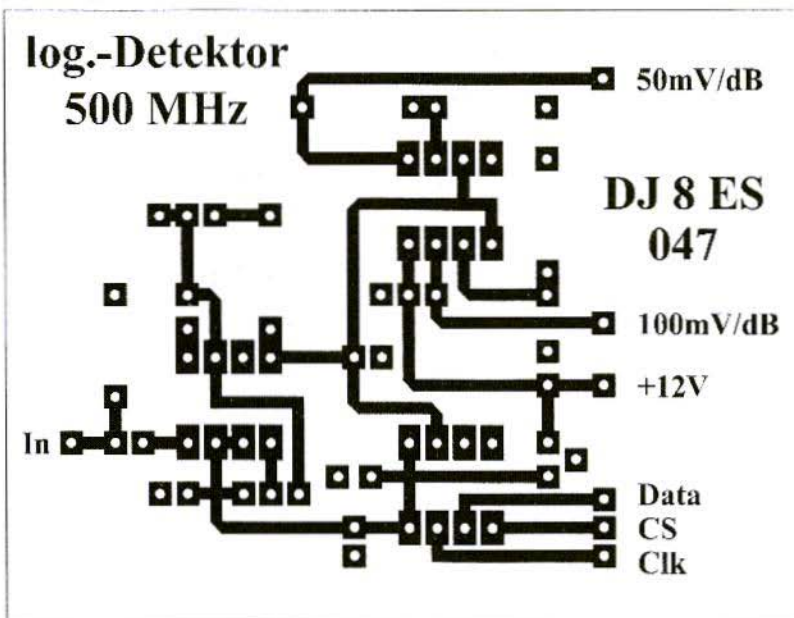 log.-Detektor
500 MHz
50mV/dB
DJ 8 ES
047
100mV/dB
+12V
In
Data
CS
Clk